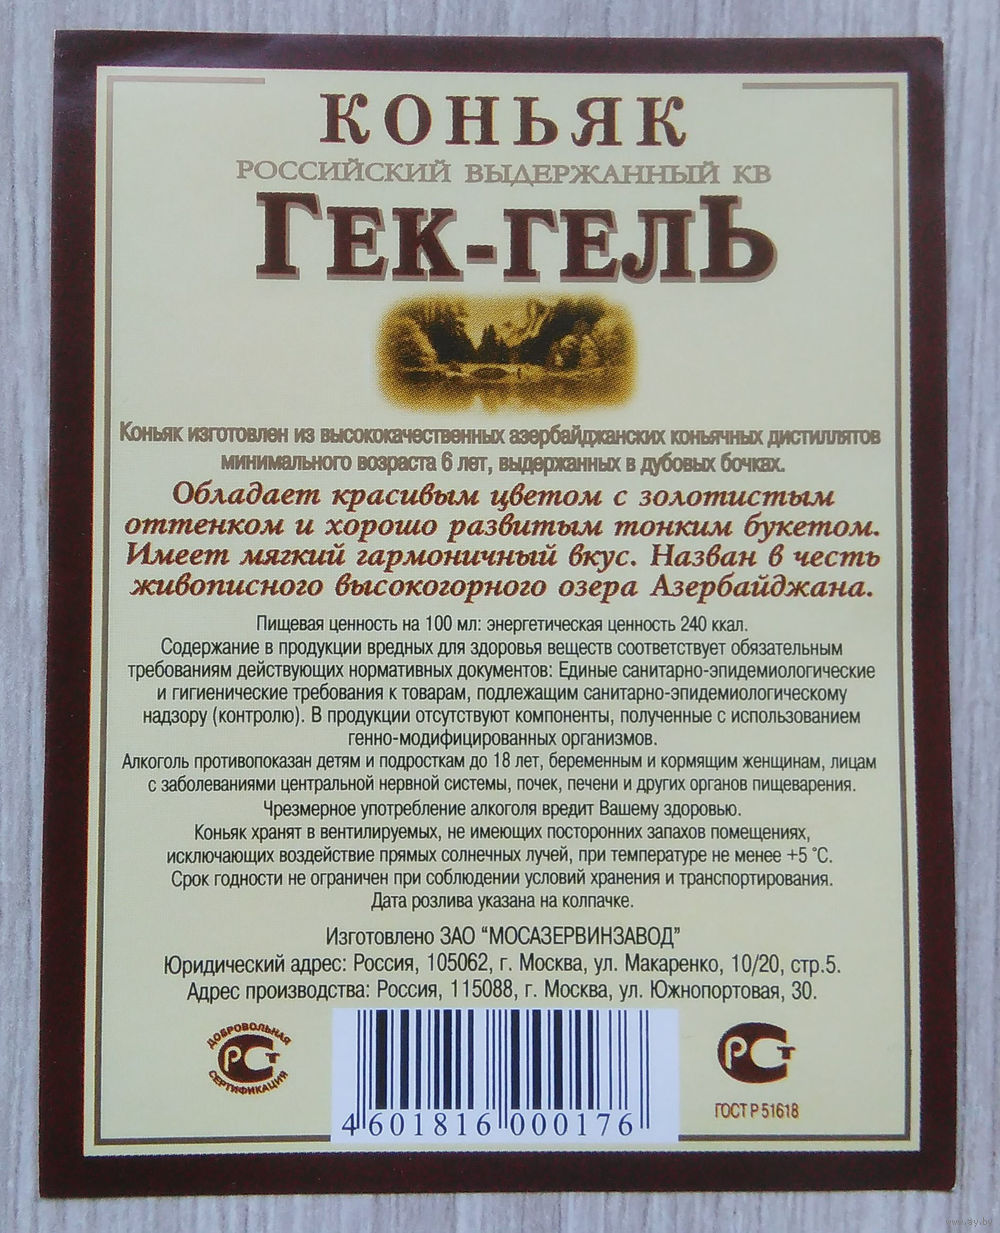 КОНЬЯК
РОССИЙСКИЙ ВЫДЕРЖАННЫЙ КВ
ГЕК-ГЕЛЬ
Коньяк изготовлен из высококачественных азербайджанских коньячных дистиллятов
минимального возраста 6 лет, выдержанных в дубовых бочках.
Обладает красивым цветом с золотистым
оттенком и хорошо развитым тонким букетом.
Имеет мягкий гармоничный вкус. Назван в честь
живописного высокогорного озера Азербайджана.
Пищевая ценность на 100 мл: энергетическая ценность 240 ккал.
Содержание в продукции вредных для здоровья веществ соответствует обязательным
требованиям действующих нормативных документов: Единые санитарно-эпидемиологические
и гигиенические требования к товарам, подлежащим санитарно-эпидемиологическому
надзору (контролю). В продукции отсутствуют компоненты, полученные с использованием
генно-модифицированных организмов.
Алкоголь противопоказан детям и подросткам до 18 лет, беременным и кормящим женщинам, лицам
с заболеваниями центральной нервной системы, почек, печени и других органов пищеварения.
Чрезмерное употребление алкоголя вредит Вашему здоровью.
Коньяк хранят в вентилируемых, не имеющих посторонних запахов помещениях,
исключающих воздействие прямых солнечных лучей, при температуре не менее +5 °С.
Срок годности не ограничен при соблюдении условий хранения и транспортирования.
Дата розлива указана на колпачке.
Изготовлено ЗАО "МОСАЗЕРВИНЗАВОД"
Юридический адрес: Россия, 105062, г. Москва, ул. Макаренко, 10/20, стр.5.
Адрес производства: Россия, 115088, г. Москва, ул. Южнопортовая, 30.
ДОБРОВОЛЬНАЯ
РСТ
СЕРТИФИКАЦИЯ
4 601816 000176
РСТ
ГОСТ Р 51618
www.ay.by